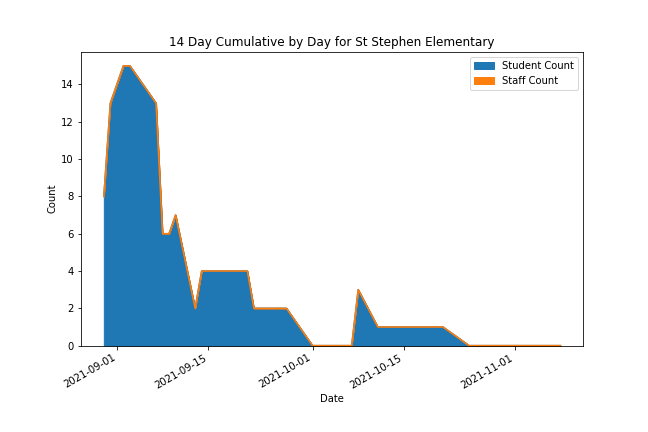 14 Day Cumulative by Day for St Stephen Elementary
Student Count
Staff Count
14
12
10
8
6
4
2
0
Count
2021-09-01
2021-09-15
2021-10-01
2021-10-15
2021-11-01
Date